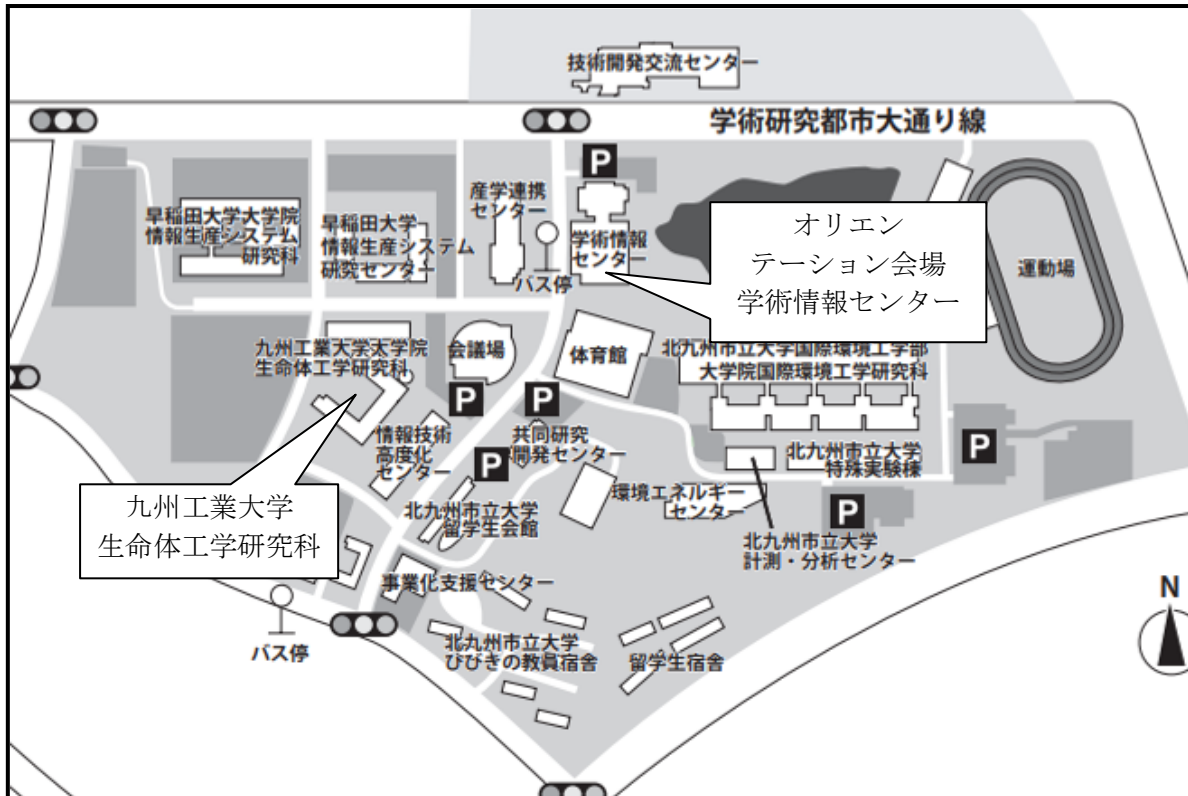 技術開発交流センター
学術研究都市大通り線
P
産学連携
センター
早稲田大学大学院
情報生産システム
研究科
早稲田大学
情報生産システム
研究センター
学術情報
センター
バス停
オリエン
テーション会場
学術情報センター
運動場
九州工業大学大学院
生命体工学研究科
会議場
体育館
北九州市立大学国際環境工学部
大学院国際環境工学研究科
P
P
情報技術
高度化
センター
共同研究
開発センター
P
北九州市立大学
特殊実験棟
P
九州工業大学
生命体工学研究科
環境エネルギー
センター
北九州市立大学
留学生会館
P
北九州市立大学
計測・分析センター
事業化支援センター
N
バス停
北九州市立大学
ひびきの教員宿舎
留学生宿舎